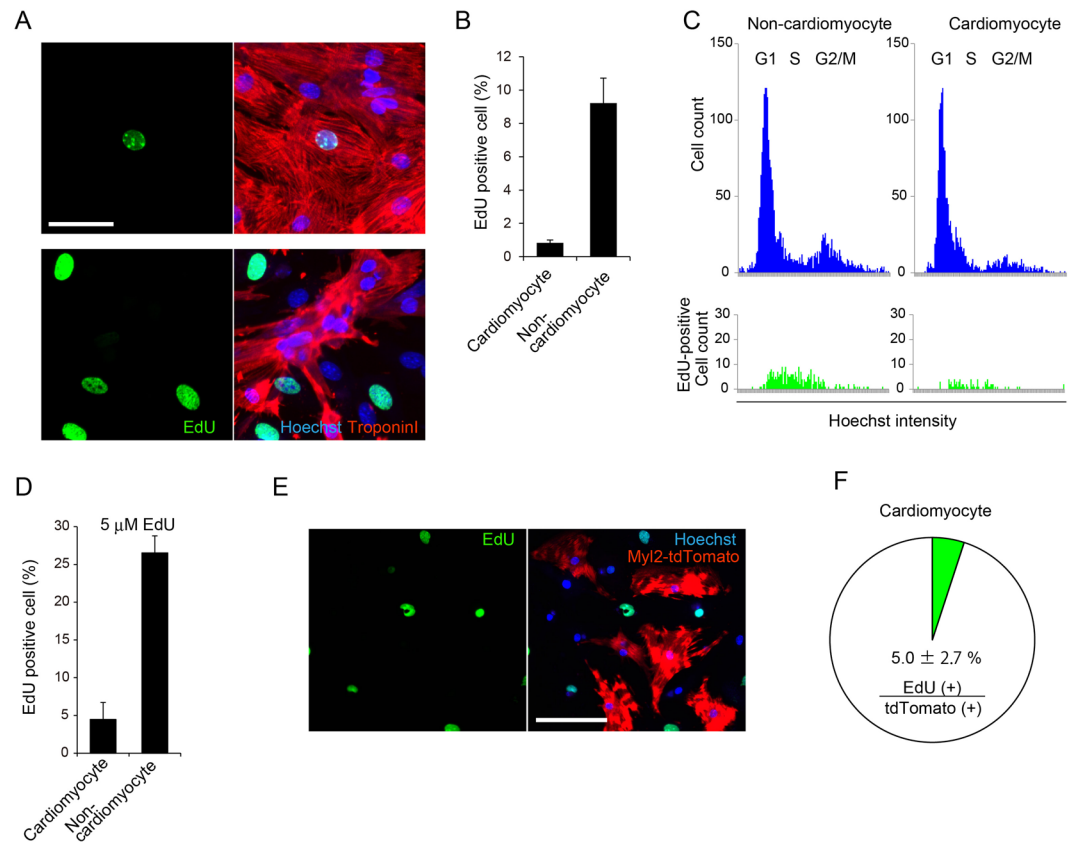 A
EdU
Hoechst TroponinI
B
EdU positive cell (%)
12
10
8
6
4
2
0
Cardiomyocyte
Non-
cardiomyocyte
C
Non-cardiomyocyte
Cardiomyocyte
150
100
50
0
Cell count
G1 S G2/M
150
100
50
0
G1 S G2/M
EdU-positive
Cell count
30
20
10
0
30
20
10
0
Hoechst intensity
D
5 μM EdU
EdU positive cell (%)
30
25
20
15
10
5
0
Cardiomyocyte
Non-
cardiomyocyte
E
EdU
Hoechst
Myl2-tdTomato
F
Cardiomyocyte
5.0 ± 2.7 %
EdU (+)
tdTomato (+)